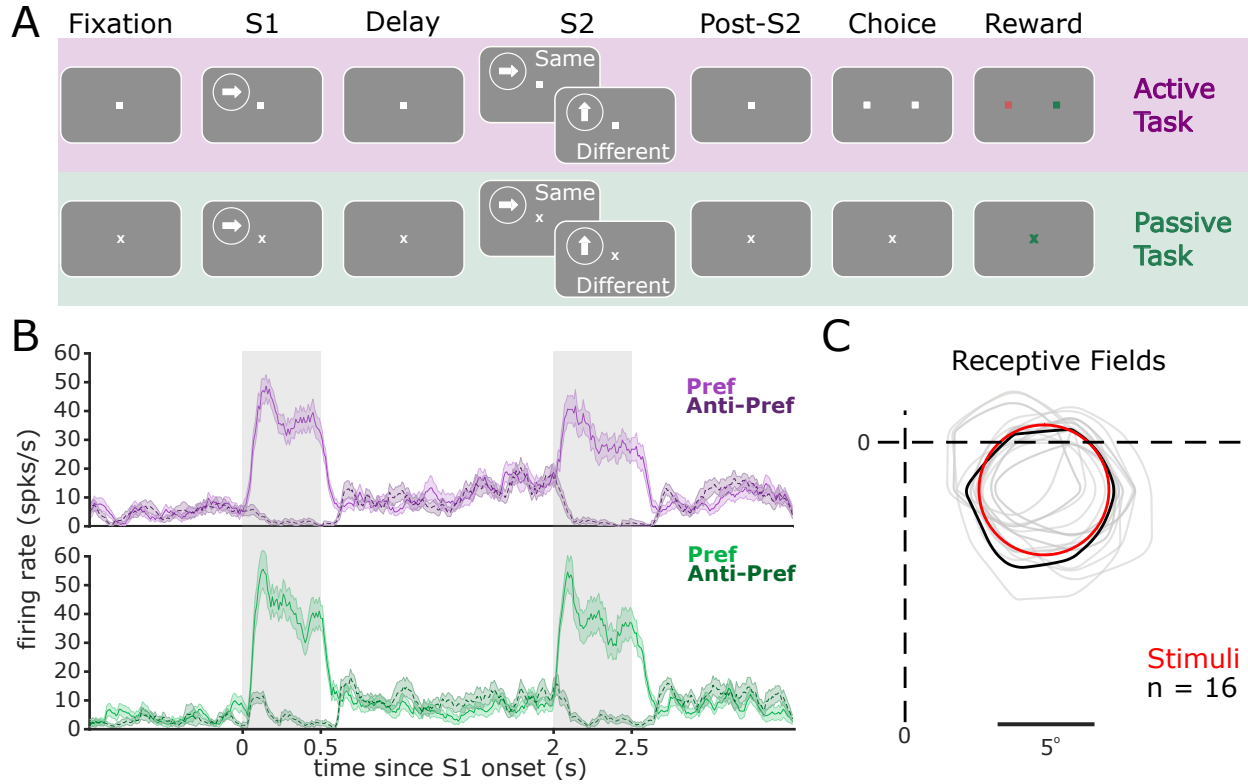 A
Fixation S1 Delay S2 Post-S2 Choice Reward
Same
Different
Active
Task
x x x Same
x
x
Different
x x x
Passive
Task
B
60
50
40
30
20
10
0
Pref
Anti-Pref
60
50
40
30
20
10
0
Pref
Anti-Pref
firing rate (spks/s)
0 0.5 2 2.5
time since S1 onset (s)
C
Receptive Fields
0
Stimuli
n = 16
0
5°